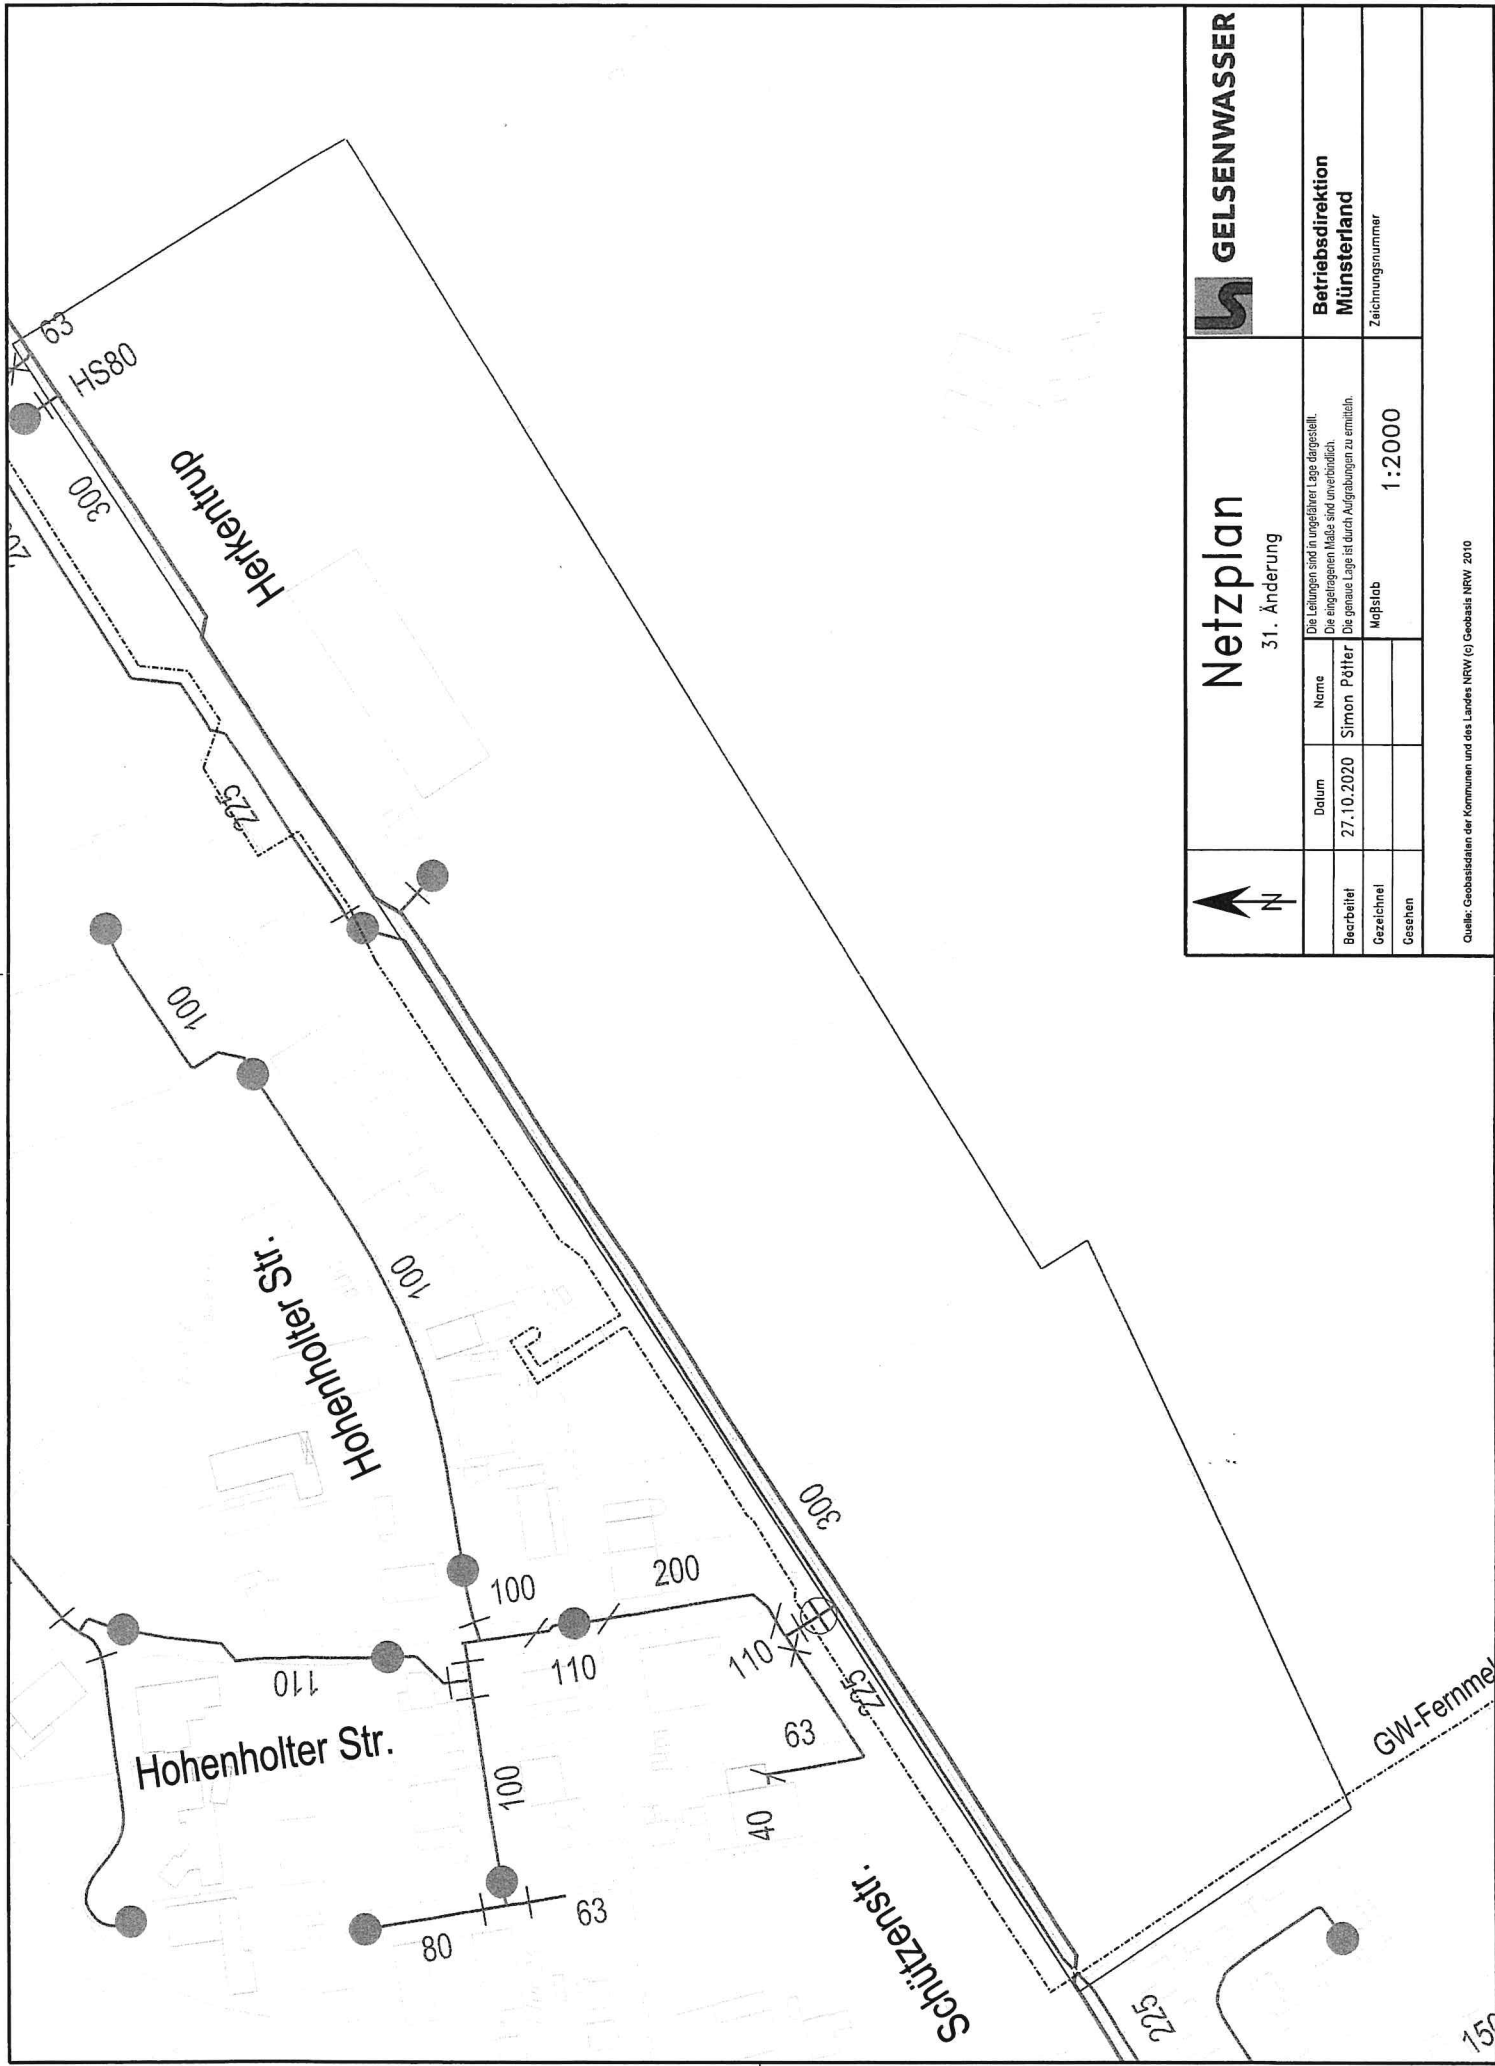 63
HS80
300
Herkentrup
225
100
Hohenholter Str.
100
100
200
110
110
110
Hohenholter Str.
300
225
63
40
100
63
80
Schützenstr.
GW-Fernmel
225
GELSENWASSER
Netzplan
31. Änderung
N
Datum
Name
Bearbeitet
27.10.2020
Simon Pötter
Gezeichnet
Gesehen
Die Leitungen sind in ungefährer Lage dargestellt.
Die eingetragenen Maße sind unverbindlich.
Die genaue Lage ist durch Aufgrabungen zu ermitteln.
Betriebsdirektion
Münsterland
Maßstab
1:2000
Zeichnungsnummer
Quelle: Geobasisdaten der Kommunen und des Landes NRW (c) Geobasis NRW 2010